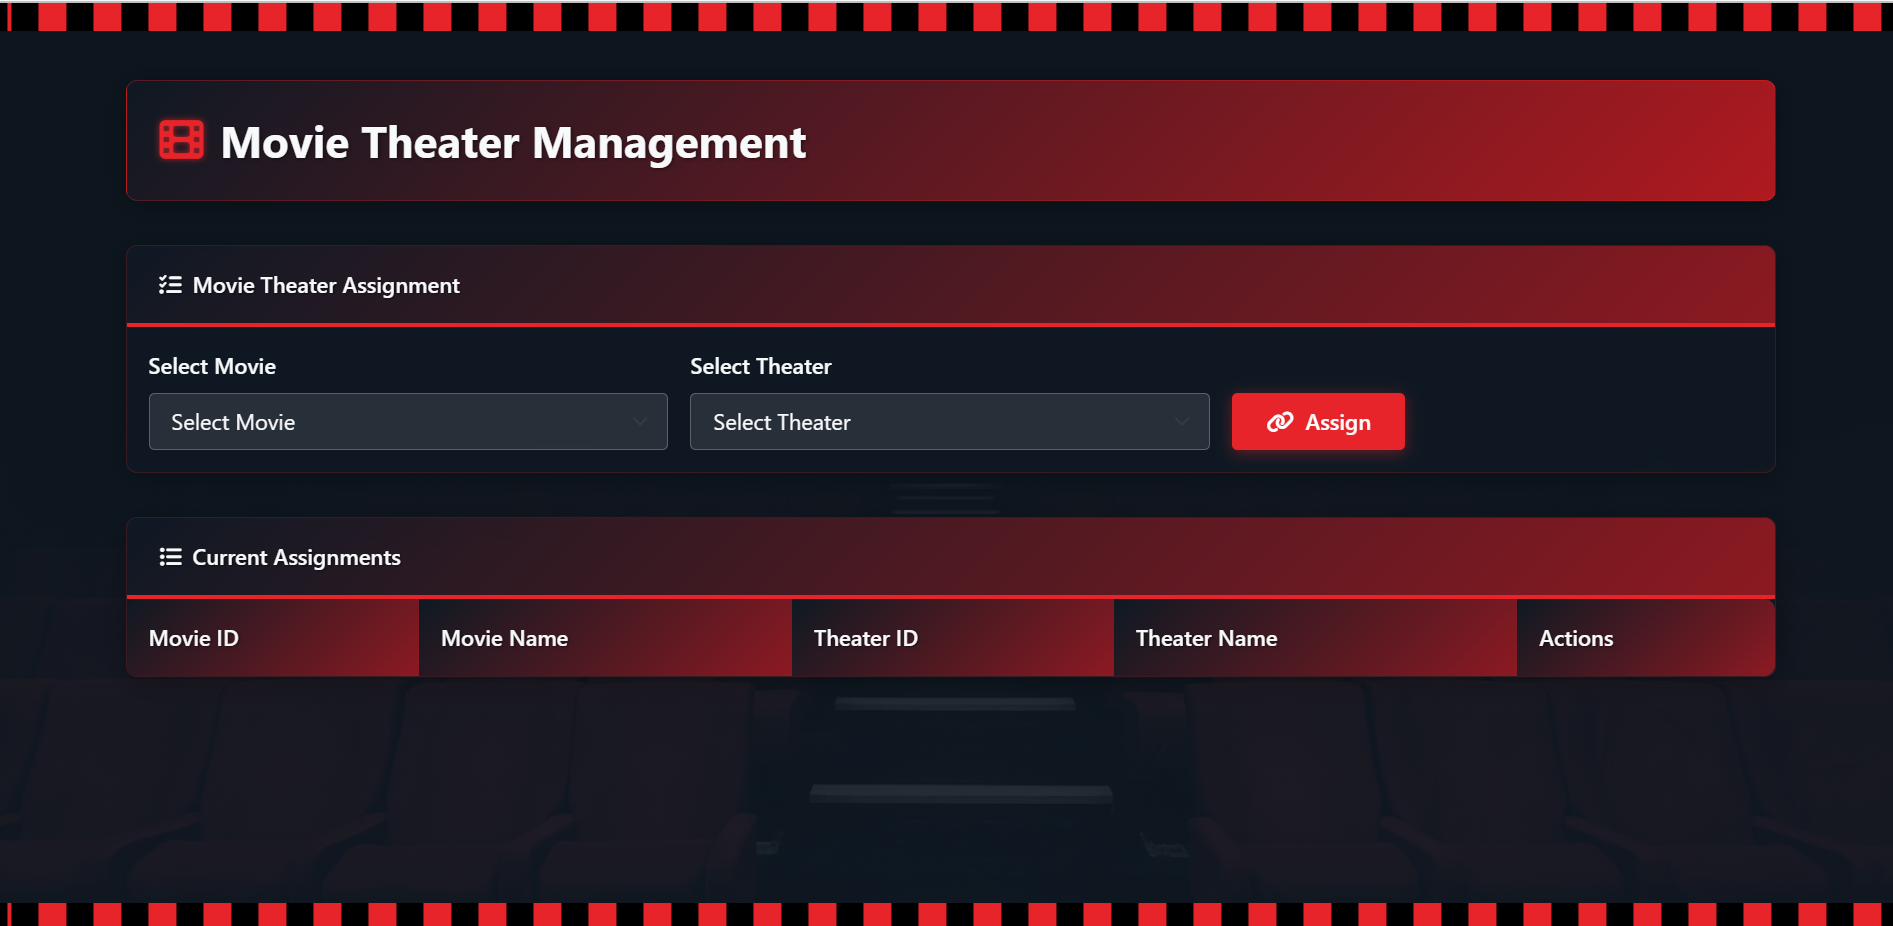 Movie Theater Management
Movie Theater Assignment
Select Movie
Select Theater
Select Movie
Select Theater
Assign
Current Assignments
Movie ID
Movie Name
Theater ID
Theater Name
Actions